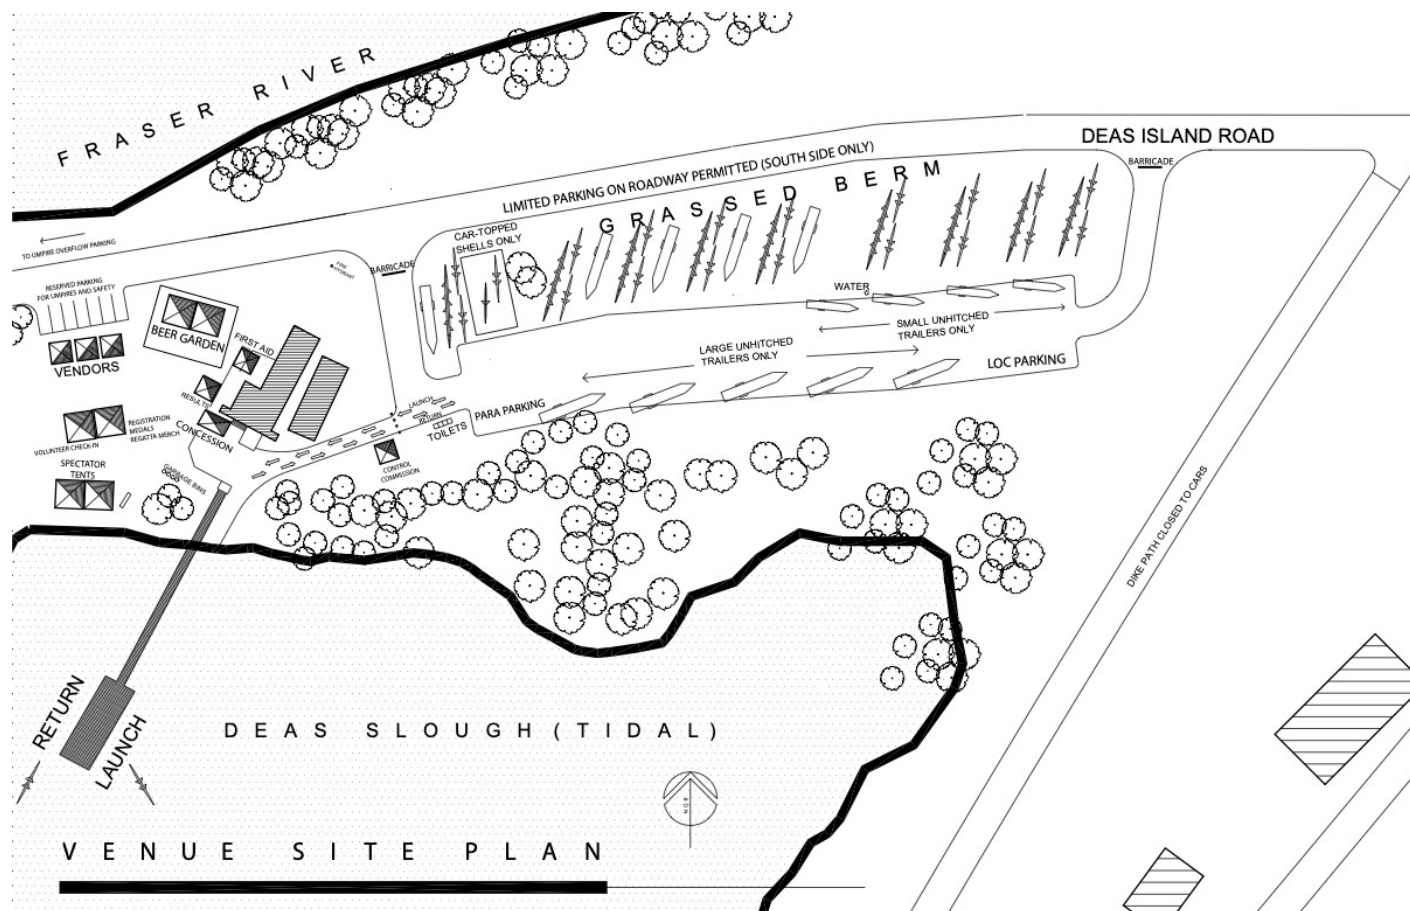 FRASER RIVER
DEAS ISLAND ROAD
BARRICADE
LIMITED PARKING ON ROADWAY PERMITTED (SOUTH SIDE ONLY)
GRASSED BERM
TO UMPIRE OVERFLOW PARKING
CAR-TOPPED
SHELLS ONLY
BARRICADE
FIRE
HYDRANT
RESERVED PARKING
FOR UMPIRES AND SAFETY
WATER
BEER GARDEN
FIRST AID
SMALL UNHITCHED
TRAILERS ONLY
LARGE UNHITCHED
TRAILERS ONLY
LOC PARKING
VENDORS
RESULTS
LAUNCH
RETURN
PARA PARKING
TOILETS
REGISTRATION
MEDALS
REGATTA MERCH
CONCESSION
VOLUNTEER CHECK-IN
SPECTATOR
TENTS
GARBAGE BINS
CONTROL
COMMISSION
DIKE PATH CLOSED TO CARS
RETURN
LAUNCH
DEAS SLOUGH (TIDAL)
VENUE SITE PLAN